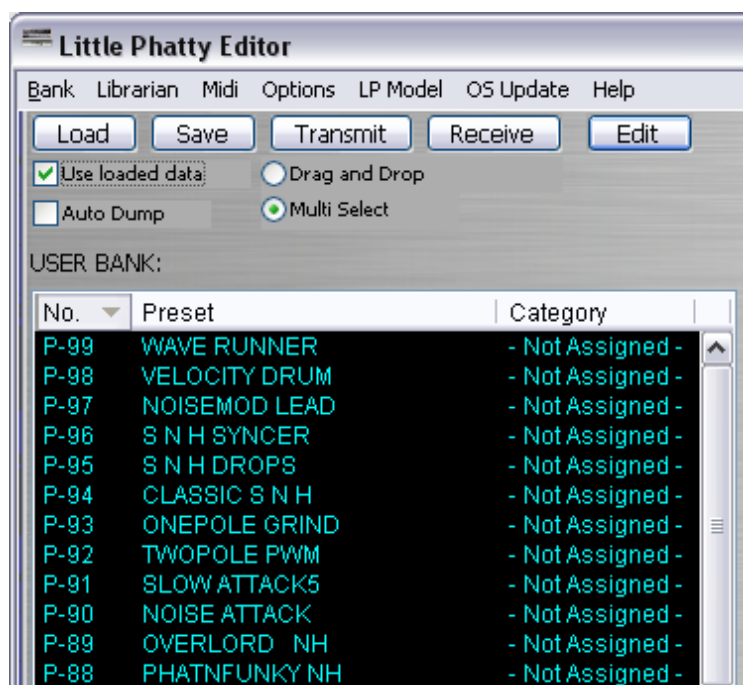 Little Phatty Editor
Bank Librarian Midi Options LP Model OS Update Help
Load Save Transmit Receive Edit
Use loaded data Drag and Drop
Auto Dump Multi Select
USER BANK:
No. Preset Category
P-99 WAVE RUNNER - Not Assigned -
P-98 VELOCITY DRUM - Not Assigned -
P-97 NOISEMOD LEAD - Not Assigned -
P-96 S N H SYNCER - Not Assigned -
P-95 S N H DROPS - Not Assigned -
P-94 CLASSIC S N H - Not Assigned -
P-93 ONEPOLE GRIND - Not Assigned -
P-92 TWOPOLE PWM - Not Assigned -
P-91 SLOW ATTACK5 - Not Assigned -
P-90 NOISE ATTACK - Not Assigned -
P-89 OVERLORD   NH - Not Assigned -
P-88 PHATNFUNKY NH - Not Assigned -